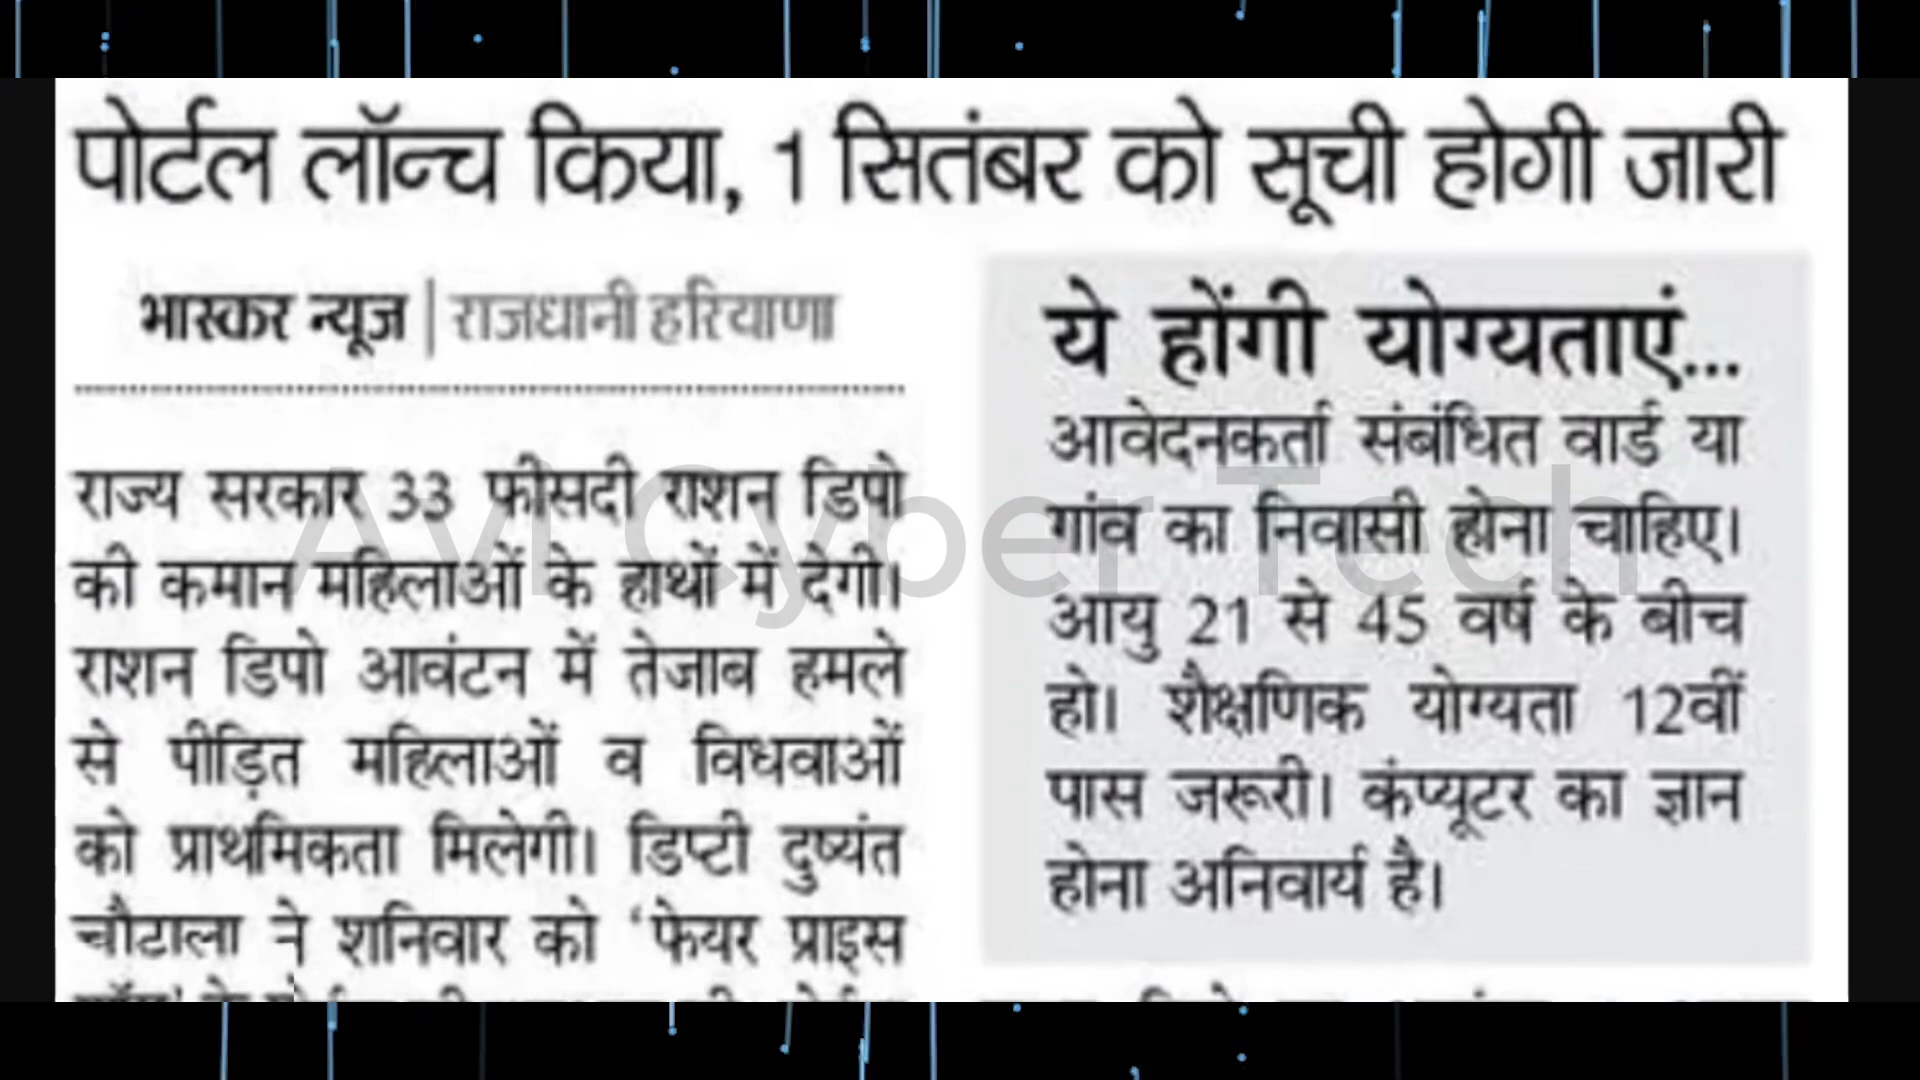 पोर्टल लॉन्च किया, 1 सितंबर को सूची होगी जारी
भास्कर न्यूज | राजधानी हरियाणा
राज्य सरकार 33 फीसदी राशन डिपो
की कमान महिलाओं के हाथों में देगी।
राशन डिपो आवंटन में तेजाब हमले
से पीड़ित महिलाओं व विधवाओं
को प्राथमिकता मिलेगी। डिप्टी दुष्यंत
चौटाला ने शनिवार को ‘फेयर प्राइस
ये होंगी योग्यताएं...
आवेदनकर्ता संबंधित वार्ड या
गांव का निवासी होना चाहिए।
आयु 21 से 45 वर्ष के बीच
हो। शैक्षणिक योग्यता 12वीं
पास जरूरी। कंप्यूटर का ज्ञान
होना अनिवार्य है।
Avi Cyber Tech